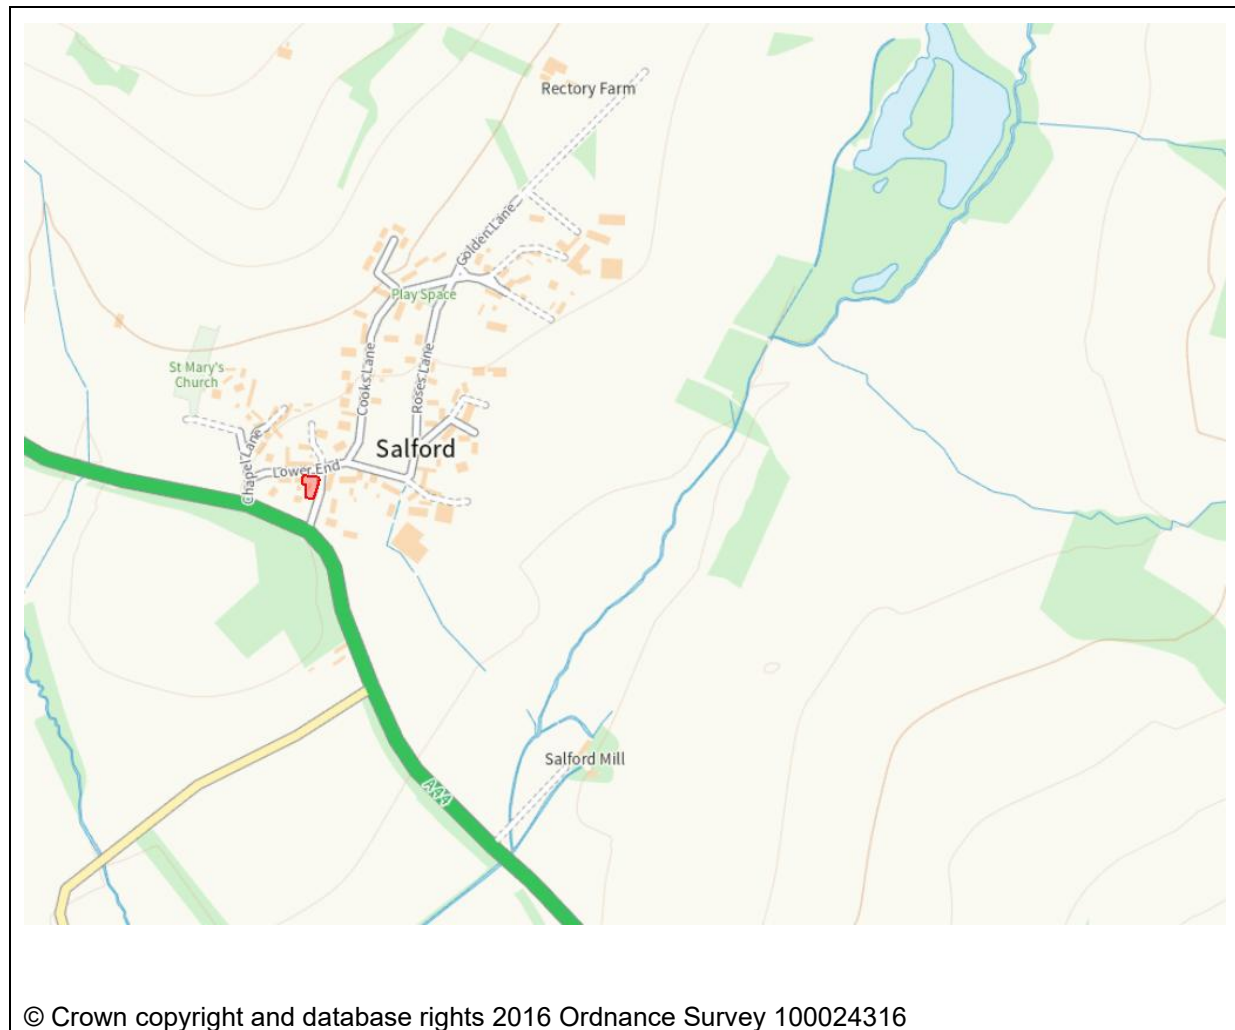 Rectory Farm
Golden Lane
Play Space
St Mary's
Church
Cooks Lane
Roses Lane
Salford
Chapel Lane
Lower End
Salford Mill
A44
© Crown copyright and database rights 2016 Ordnance Survey 100024316